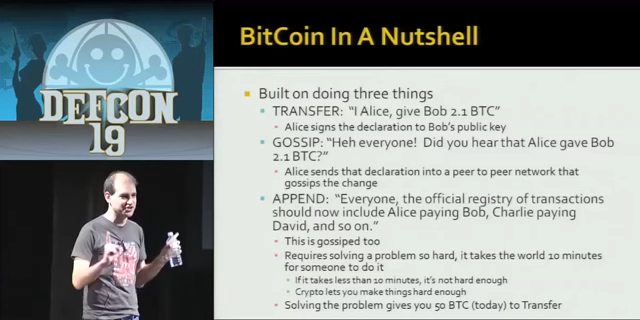 BitCoin In A Nutshell
DEFCON
19
Built on doing three things
TRANSFER: “I Alice, give Bob 2.1 BTC”
Alice signs the declaration to Bob’s public key
GOSSIP: “Heh everyone!  Did you hear that Alice gave Bob
2.1 BTC?”
Alice sends that declaration into a peer to peer network that
gossips the change
APPEND: “Everyone, the official registry of transactions
should now include Alice paying Bob, Charlie paying
David, and so on.”
This is gossiped too
Requires solving a problem so hard, it takes the world 10 minutes
for someone to do it
If it takes less than 10 minutes, it’s not hard enough
Crypto lets you make things hard enough
Solving the problem gives you 50 BTC (today) to Transfer